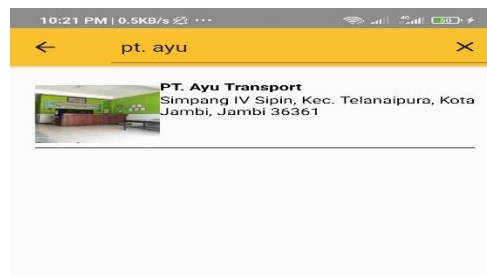 10:21 PM | 0.5KB/s
pt. ayu
PT. Ayu Transport
Simpang IV Sipin, Kec. Telanaipura, Kota
Jambi, Jambi 36361